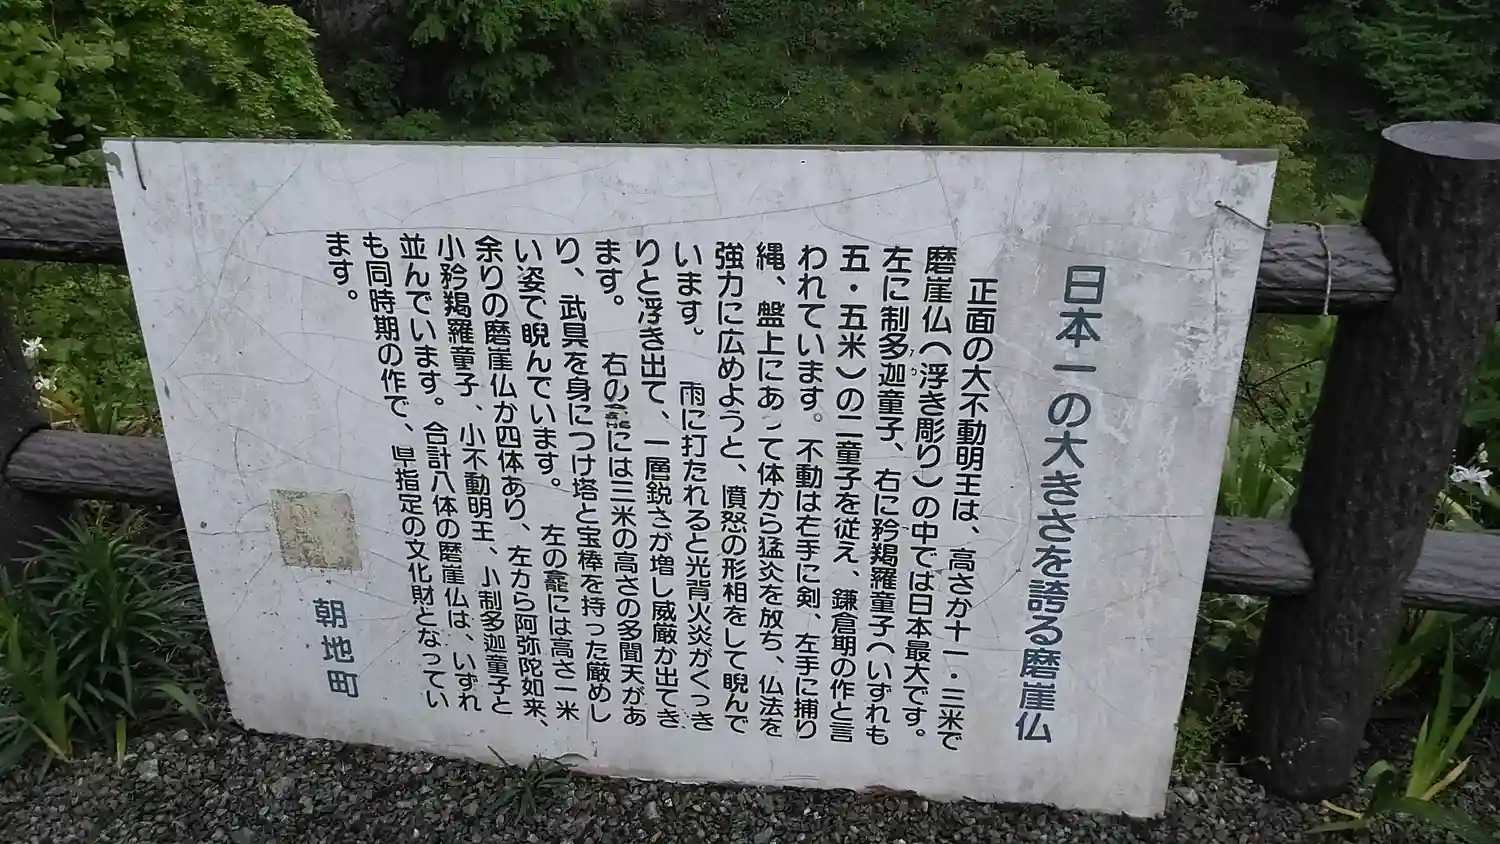 日本一の大きさを誇る磨崖仏
正面の大不動明王は、高さが十一・三米で
磨崖仏(浮き彫り)の中では日本最大です。
左に制多迦童子、右に矜羯羅童子(いずれも
五・五米)の二童子を従え、鎌倉期の作と言
われています。不動は右手に剣、左手に捕り
縄、盤上にあって体から猛炎を放ち、仏法を
強力に広めようと、憤怒の形相をして睨んで
います。 雨に打たれると光背火炎がくっき
りと浮き出て、一層鋭さが増し威厳が出てき
ます。 右の龕には三米の高さの多聞天があ
り、武具を身につけ塔と宝棒を持った厳めし
い姿で睨んでいます。 左の龕には高さ一米
余りの磨崖仏が四体あり、左から阿弥陀如来、
小矜羯羅童子、小不動明王、小制多迦童子と
並んでいます。合計八体の磨崖仏は、いずれ
も同時期の作で、県指定の文化財となってい
ます。
朝地町